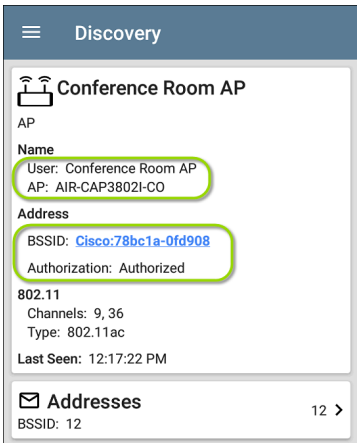 Discovery
Conference Room AP
AP
Name
User: Conference Room AP
AP: AIR-CAP3802I-CO
Address
BSSID: Cisco:78bc1a-0fd908
Authorization: Authorized
802.11
Channels: 9, 36
Type: 802.11ac
Last Seen: 12:17:22 PM
Addresses
12
BSSID: 12